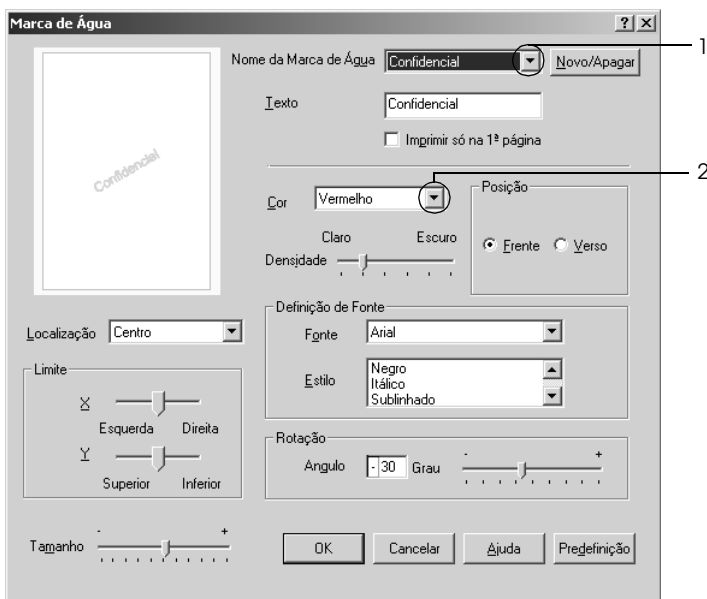 Marca de Água
1
Nome da Marca de Água Confidencial Novo/Apagar
Texto Confidencial
Imprimir só na 1ª página
Confidencial
2
Cor Vermelho
Posição
Claro Escuro
Densidade
Frente Verso
Localização Centro
Definição de Fonte
Fonte Arial
Estilo Negro
Itálico
Sublinhado
Limite
X
Esquerda Direita
Y
Superior Inferior
Rotação
Angulo -30 Grau - +
Tamanho - +
OK Cancelar Ajuda Predefinição